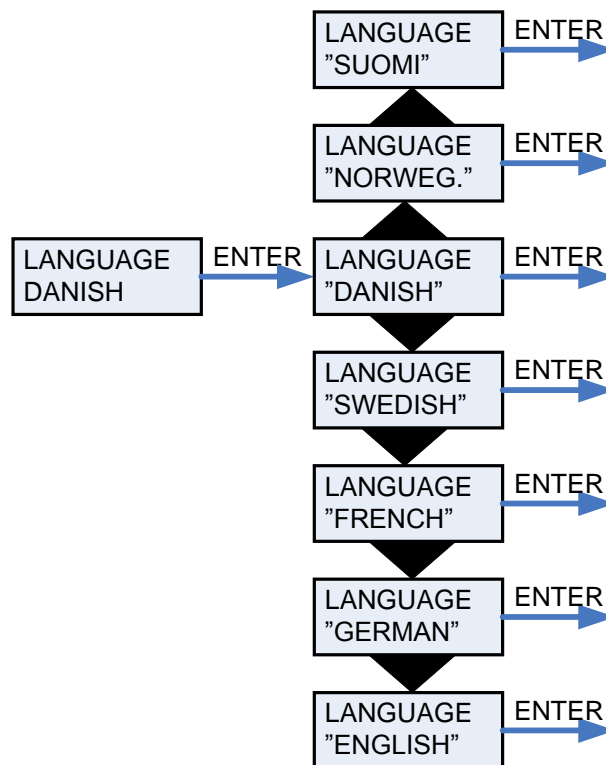 LANGUAGE
”SUOMI”
ENTER
LANGUAGE
”NORWEG.”
ENTER
LANGUAGE
DANISH
ENTER
LANGUAGE
”DANISH”
ENTER
LANGUAGE
”SWEDISH”
ENTER
LANGUAGE
”FRENCH”
ENTER
LANGUAGE
”GERMAN”
ENTER
LANGUAGE
”ENGLISH”
ENTER